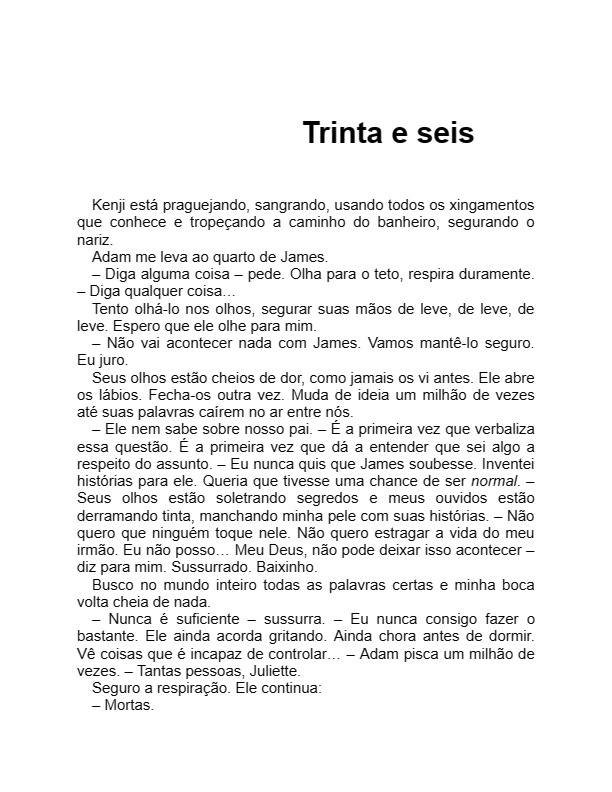 Trinta e seis
Kenji está praguejando, sangrando, usando todos os xingamentos
que conhece e tropeçando a caminho do banheiro, segurando o
nariz.
Adam me leva ao quarto de James.
– Diga alguma coisa – pede. Olha para o teto, respira duramente.
– Diga qualquer coisa…
Tento olhá-lo nos olhos, segurar suas mãos de leve, de leve, de
leve. Espero que ele olhe para mim.
– Não vai acontecer nada com James. Vamos mantê-lo seguro.
Eu juro.
Seus olhos estão cheios de dor, como jamais os vi antes. Ele abre
os lábios. Fecha-os outra vez. Muda de ideia um milhão de vezes
até suas palavras caírem no ar entre nós.
– Ele nem sabe sobre nosso pai. – É a primeira vez que verbaliza
essa questão. É a primeira vez que dá a entender que sei algo a
respeito do assunto. – Eu nunca quis que James soubesse. Inventei
histórias para ele. Queria que tivesse uma chance de ser normal. –
Seus olhos estão soletrando segredos e meus ouvidos estão
derramando tinta, manchando minha pele com suas histórias. – Não
quero que ninguém toque nele. Não quero estragar a vida do meu
irmão. Eu não posso… Meu Deus, não pode deixar isso acontecer –
diz para mim. Sussurrado. Baixinho.
Busco no mundo inteiro todas as palavras certas e minha boca
volta cheia de nada.
– Nunca é suficiente – sussurra. – Eu nunca consigo fazer o
bastante. Ele ainda acorda gritando. Ainda chora antes de dormir.
Vê coisas que é incapaz de controlar… – Adam pisca um milhão de
vezes. – Tantas pessoas, Juliette.
Seguro a respiração. Ele continua:
– Mortas.